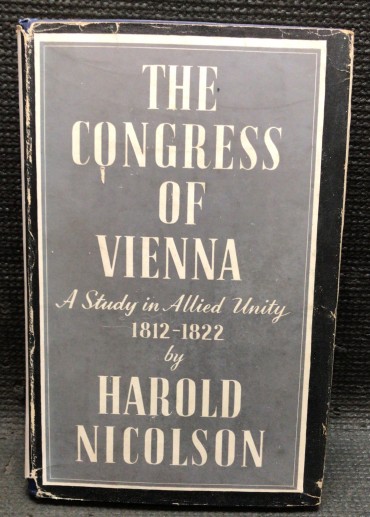 THE
CONGRESS
OF
VIENNA
A Study in Allied Unity
1812-1822
by
HAROLD
NICOLSON